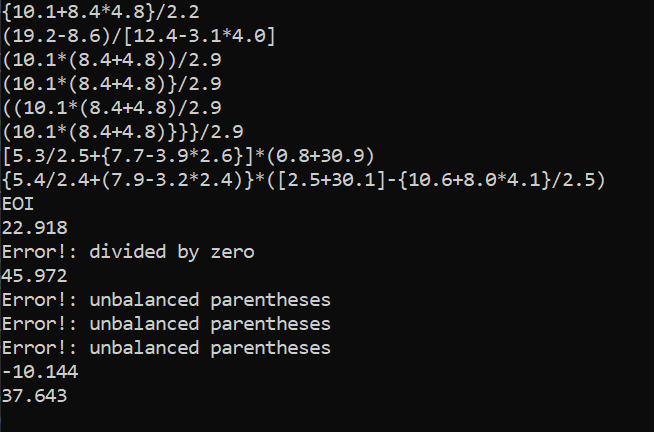 {10.1+8.4*4.8}/2.2
(19.2-8.6)/[12.4-3.1*4.0]
(10.1*(8.4+4.8))/2.9
(10.1*(8.4+4.8)}/2.9
((10.1*(8.4+4.8)/2.9
(10.1*(8.4+4.8)}}}/2.9
[5.3/2.5+{7.7-3.9*2.6}]*(0.8+30.9)
{5.4/2.4+(7.9-3.2*2.4)}*([2.5+30.1]-{10.6+8.0*4.1}/2.5)
EOI
22.918
Error!: divided by zero
45.972
Error!: unbalanced parentheses
Error!: unbalanced parentheses
Error!: unbalanced parentheses
-10.144
37.643